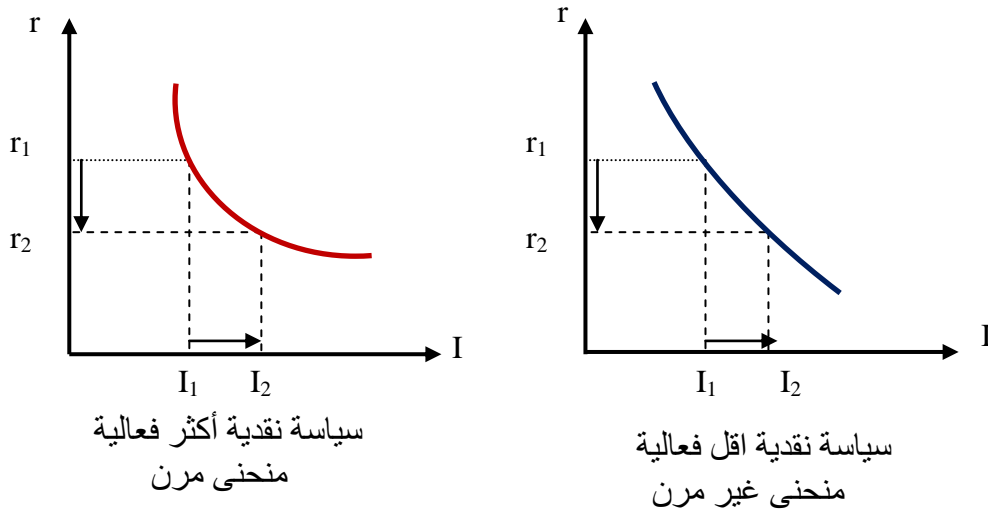 r
r
r₁
r₁
r₂
r₂
I
I
I₁ I₂
I₁ I₂
سياسة نقدية أكثر فعالية
منحنى مرن
سياسة نقدية اقل فعالية
منحنى غير مرن